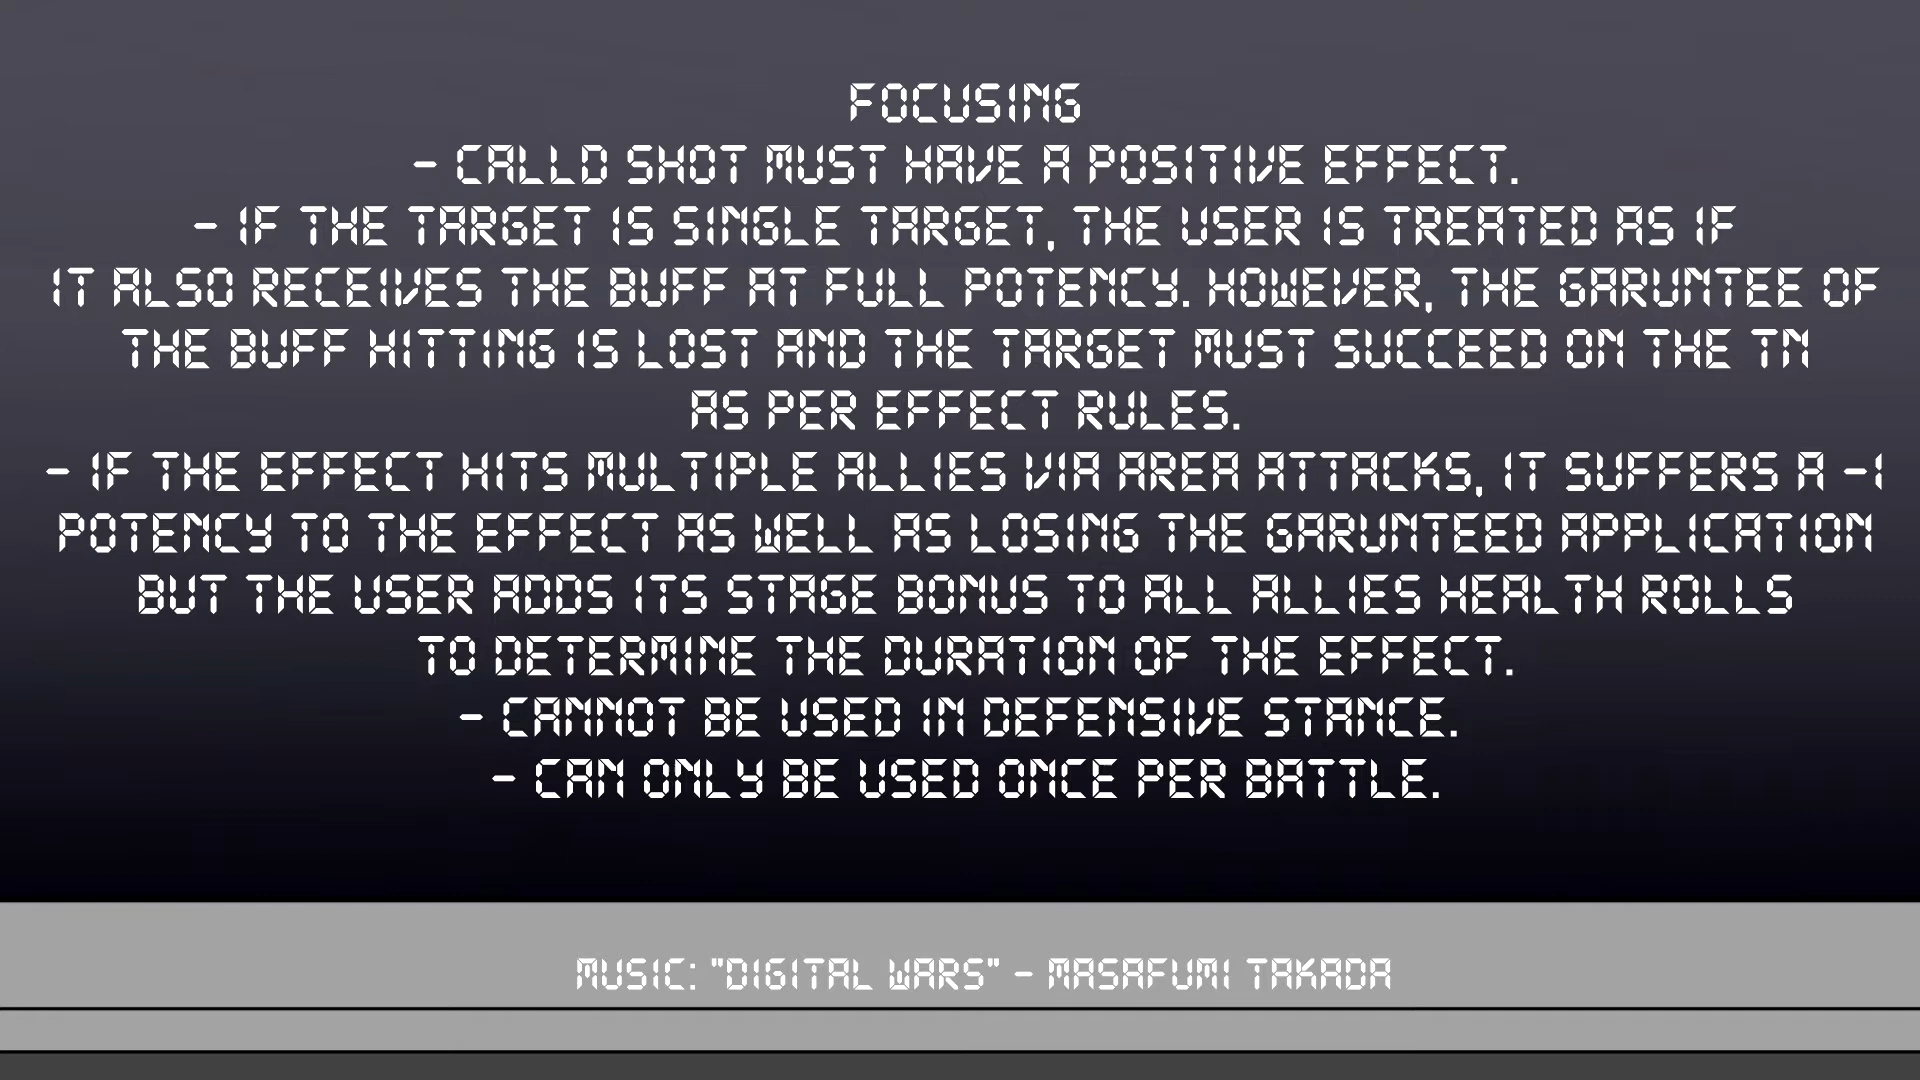 FOCUSING
- CALLD SHOT MUST HAVE A POSITIVE EFFECT.
- IF THE TARGET IS SINGLE TARGET, THE USER IS TREATED AS IF
IT ALSO RECEIVES THE BUFF AT FULL POTENCY. HOWEVER, THE GARUNTEE OF
THE BUFF HITTING IS LOST AND THE TARGET MUST SUCCEED ON THE TN
AS PER EFFECT RULES.
- IF THE EFFECT HITS MULTIPLE ALLIES VIA AREA ATTACKS, IT SUFFERS A -1
POTENCY TO THE EFFECT AS WELL AS LOSING THE GARUNTEED APPLICATION
BUT THE USER ADDS ITS STAGE BONUS TO ALL ALLIES HEALTH ROLLS
TO DETERMINE THE DURATION OF THE EFFECT.
- CANNOT BE USED IN DEFENSIVE STANCE.
- CAN ONLY BE USED ONCE PER BATTLE.
MUSIC: "DIGITAL WARS" - MASAFUMI TAKADA